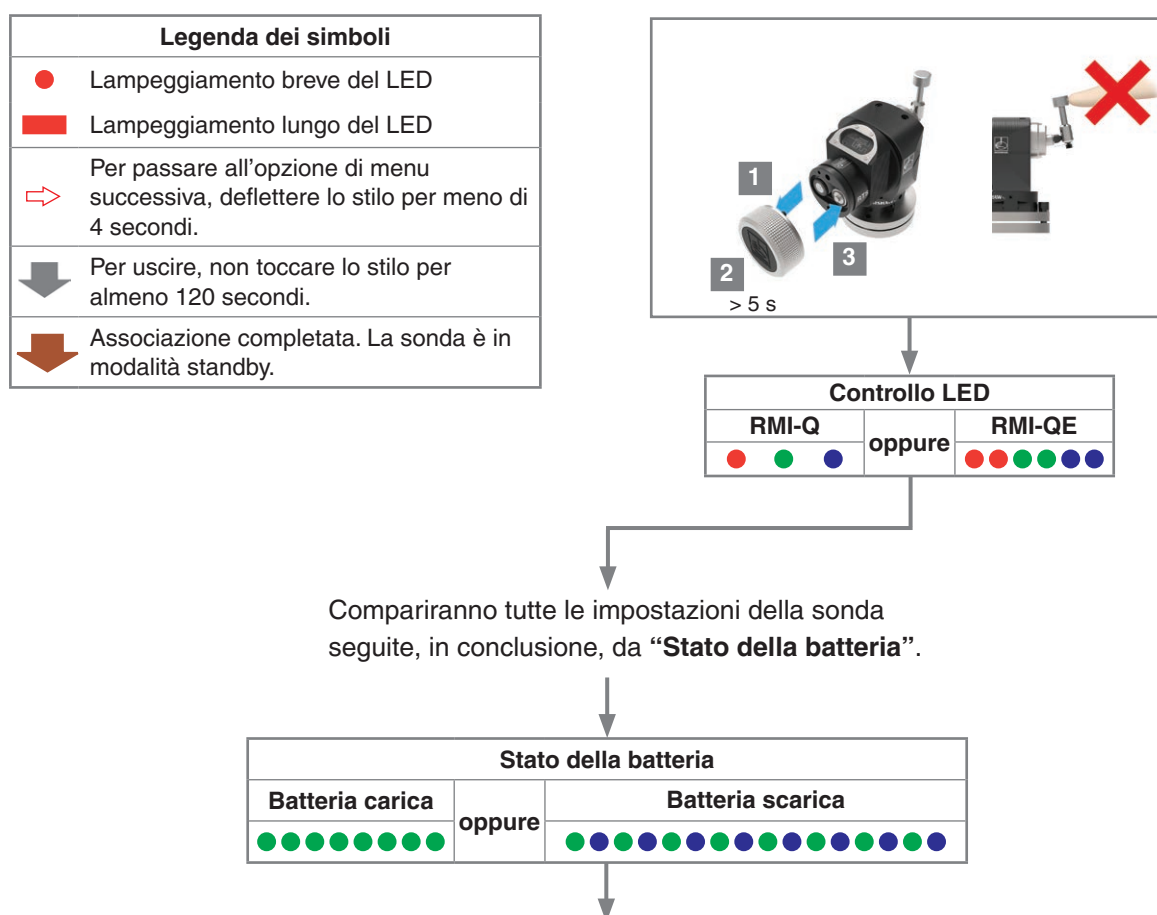 Legenda dei simboli
Lampeggiamento breve del LED
Lampeggiamento lungo del LED
Per passare all'opzione di menu
successiva, deflettere lo stilo per meno di
4 secondi.
Per uscire, non toccare lo stilo per
almeno 120 secondi.
Associazione completata. La sonda è in
modalità standby.
1
2
3
> 5 s
Controllo LED
RMI-Q
oppure
RMI-QE
Compariranno tutte le impostazioni della sonda
seguite, in conclusione, da “Stato della batteria”.
Stato della batteria
Batteria carica
oppure
Batteria scarica